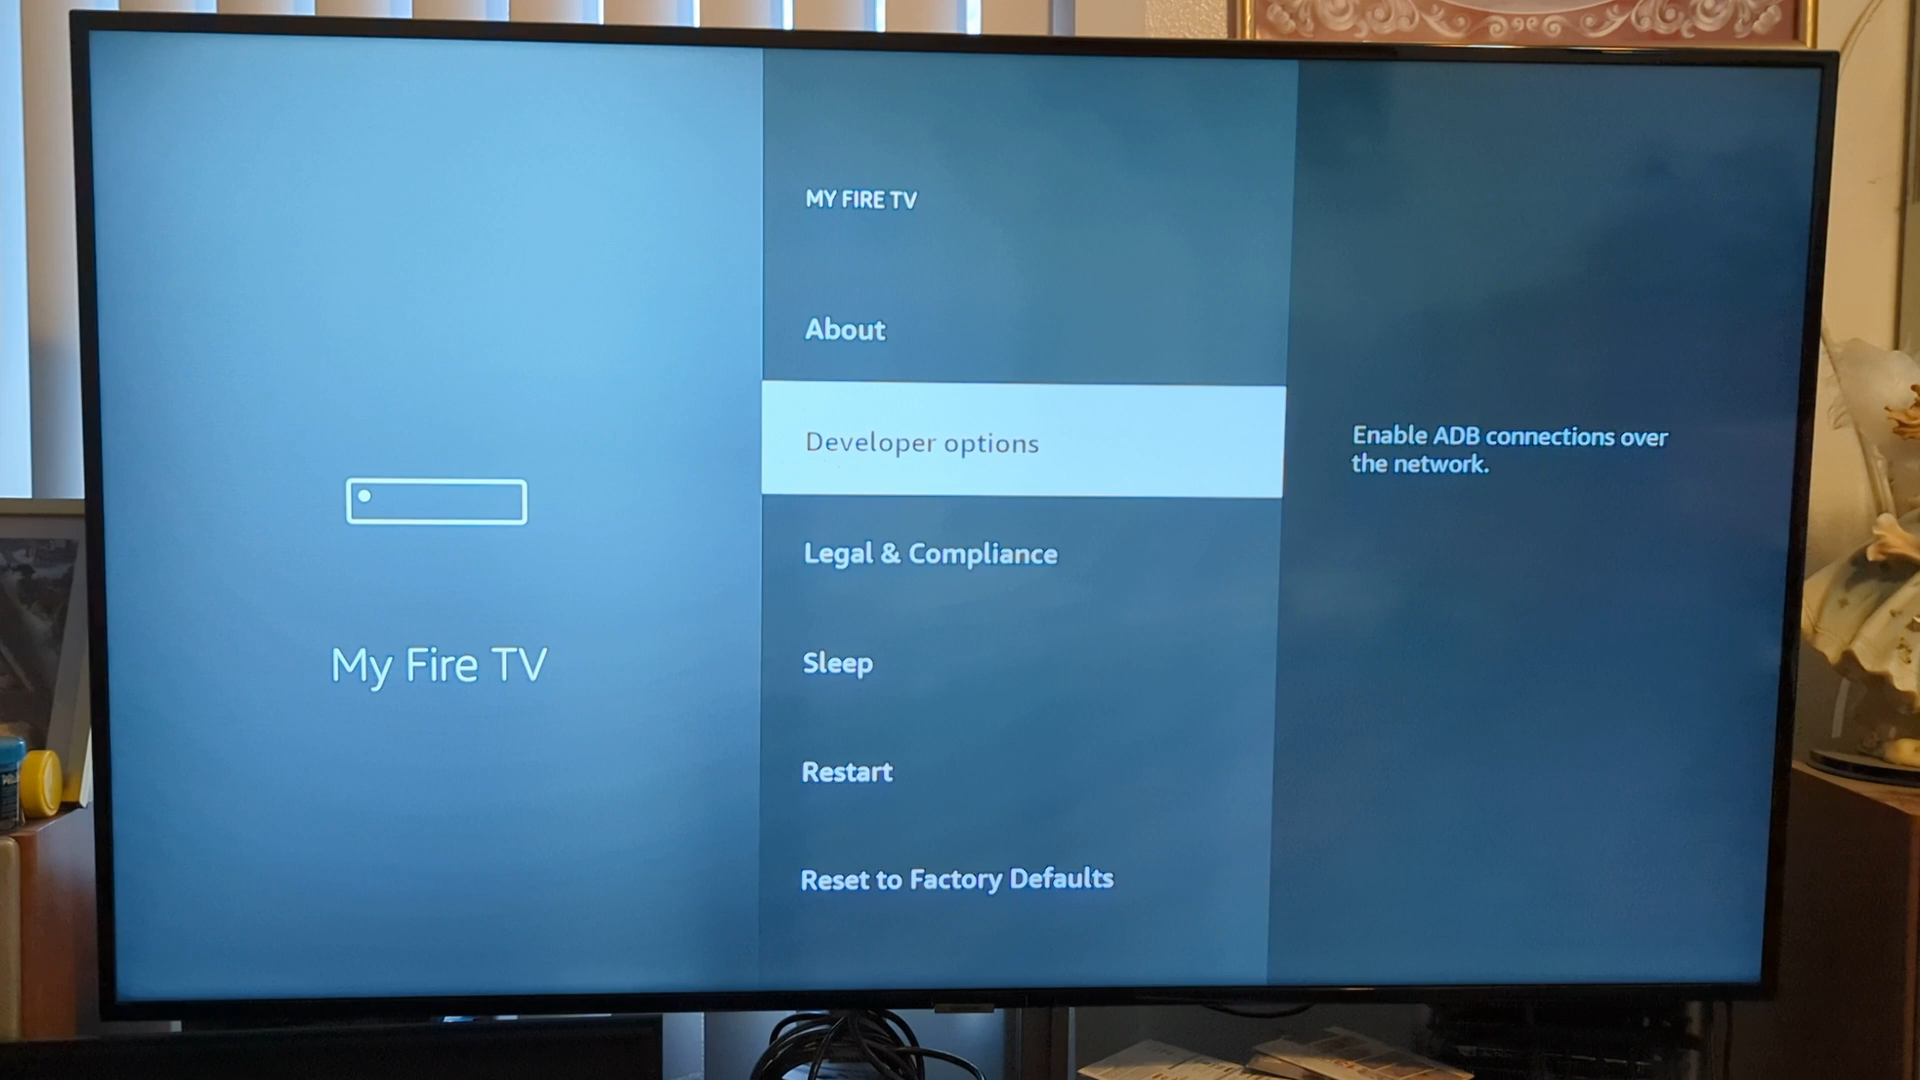 MY FIRE TV
About
Developer options
Legal & Compliance
Sleep
Restart
Reset to Factory Defaults
My Fire TV
Enable ADB connections over
the network.